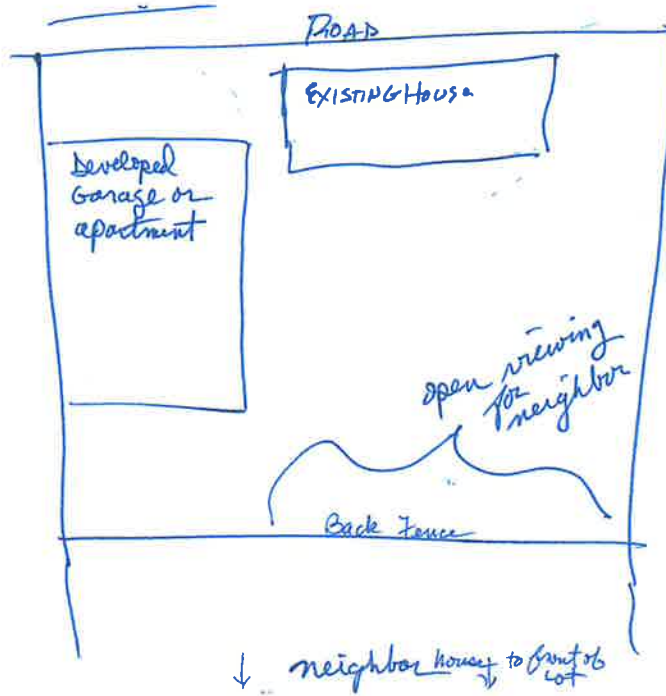 ROAD
EXISTING House
Developed
Garage or
apartment
open viewing
for
neighbor
Back Fence
neighbor house to front of
lot